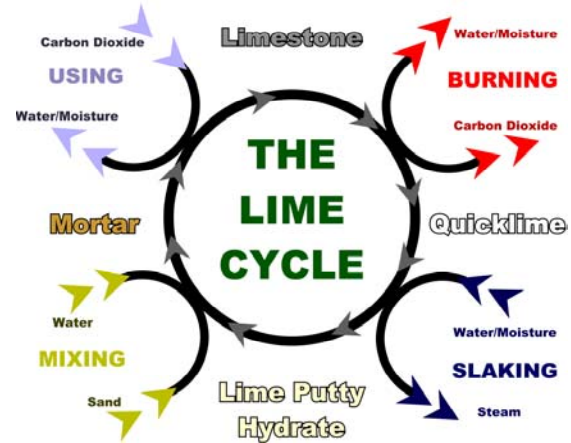 Limestone
Carbon Dioxide
USING
Water/Moisture
Water/Moisture
BURNING
Carbon Dioxide
THE
LIME
CYCLE
Mortar
Quicklime
Water
MIXING
Sand
Water/Moisture
SLAKING
Steam
Lime Putty
Hydrate